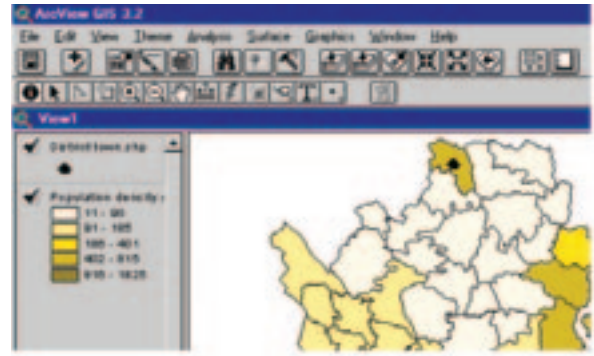 ArcView GIS 3.2
File Edit View Theme Analysis Surface Graphics Window Help
View1
Population density
11 - 90
91 - 185
186 - 401
402 - 815
816 - 1825